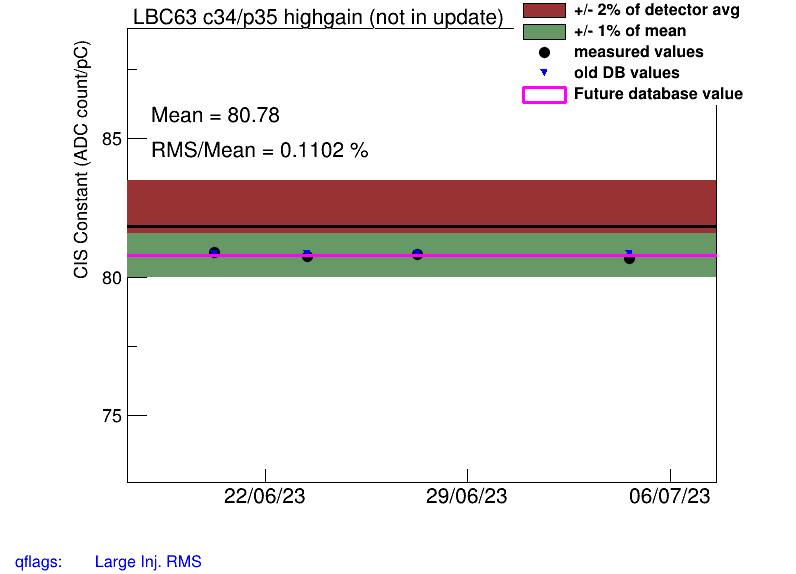 LBC63 c34/p35 highgain (not in update)
+/- 2% of detector avg
+/- 1% of mean
measured values
old DB values
Future database value
CIS Constant (ADC count/pC)
Mean = 80.78
RMS/Mean = 0.1102 %
85
80
75
22/06/23 29/06/23 06/07/23
qflags: Large Inj. RMS